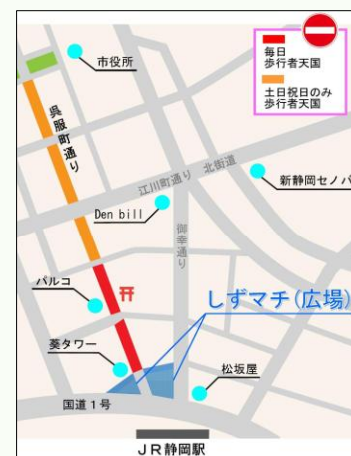 毎日
歩行者天国
土日祝日のみ
歩行者天国
市役所
呉服町通り
江川町通り
北街道
新静岡セノバ
Den bill
御幸通り
パルコ
しずマチ(広場)
葵タワー
松坂屋
国道1号
JR静岡駅